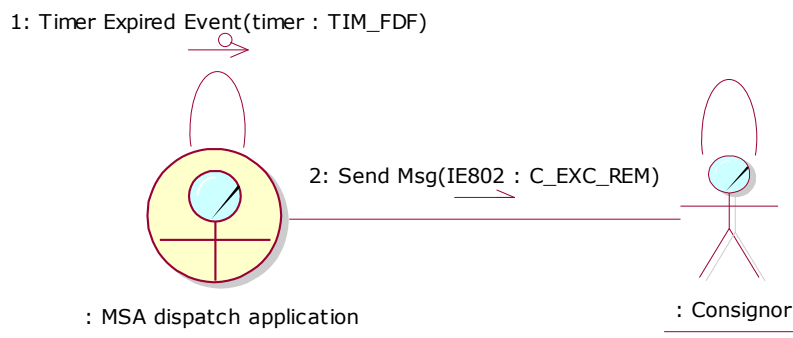 1: Timer Expired Event(timer : TIM_FDF)
2: Send Msg(IE802 : C_EXC_REM)
: MSA dispatch application
: Consignor